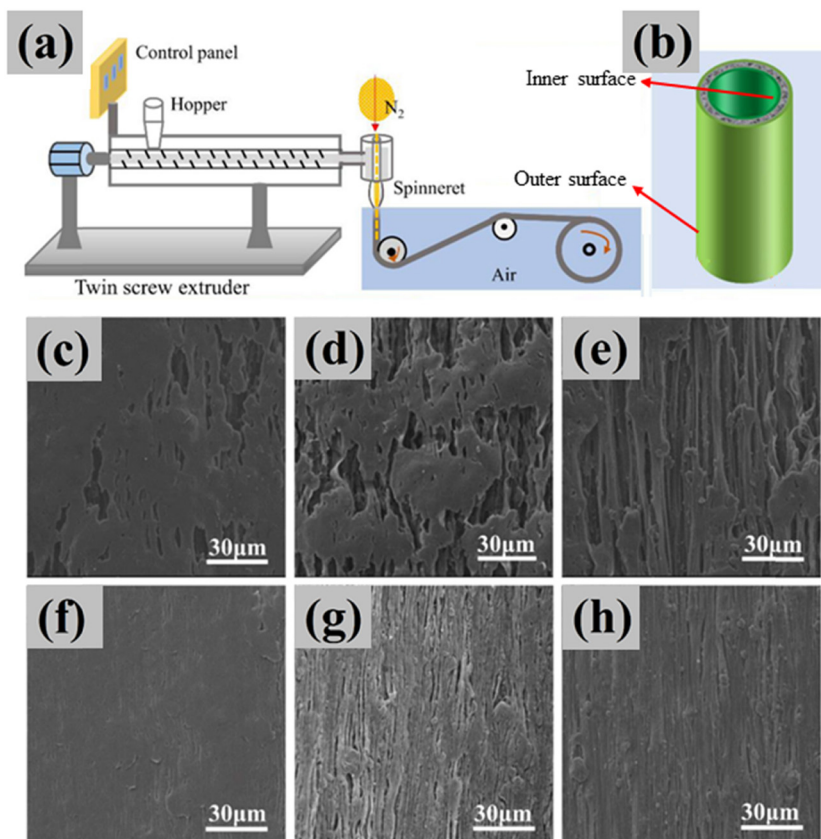 (a)
Control panel
Hopper
N2
Spinneret
Air
Twin screw extruder
(b)
Inner surface
Outer surface
(c)
30μm
(d)
30μm
(e)
30μm
(f)
30μm
(g)
30μm
(h)
30μm